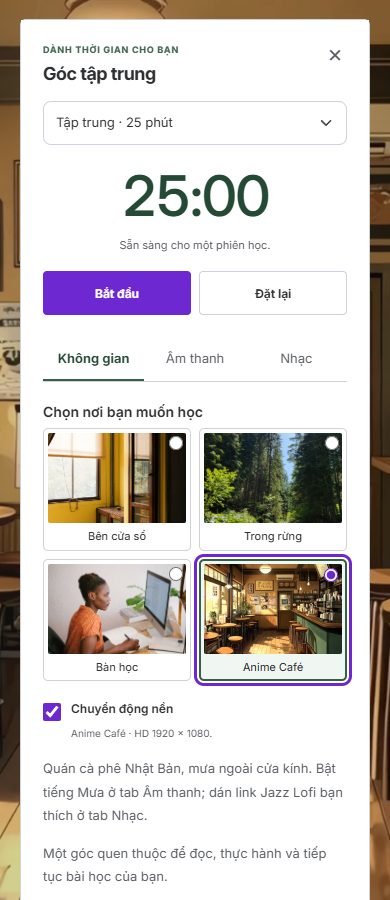 DÀNH THỜI GIAN CHO BẠN
Góc tập trung
Tập trung · 25 phút
25:00
Sẵn sàng cho một phiên học.
Bắt đầu
Đặt lại
Không gian
Âm thanh
Nhạc
Chọn nơi bạn muốn học
Bên cửa sổ
Trong rừng
Bàn học
Anime Café
Chuyển động nền
Anime Café · HD 1920 × 1080.
Quán cà phê Nhật Bản, mưa ngoài cửa kính. Bật
tiếng Mưa ở tab Âm thanh; dán link Jazz Lofi bạn
thích ở tab Nhạc.
Một góc quen thuộc để đọc, thực hành và tiếp
tục bài học của bạn.